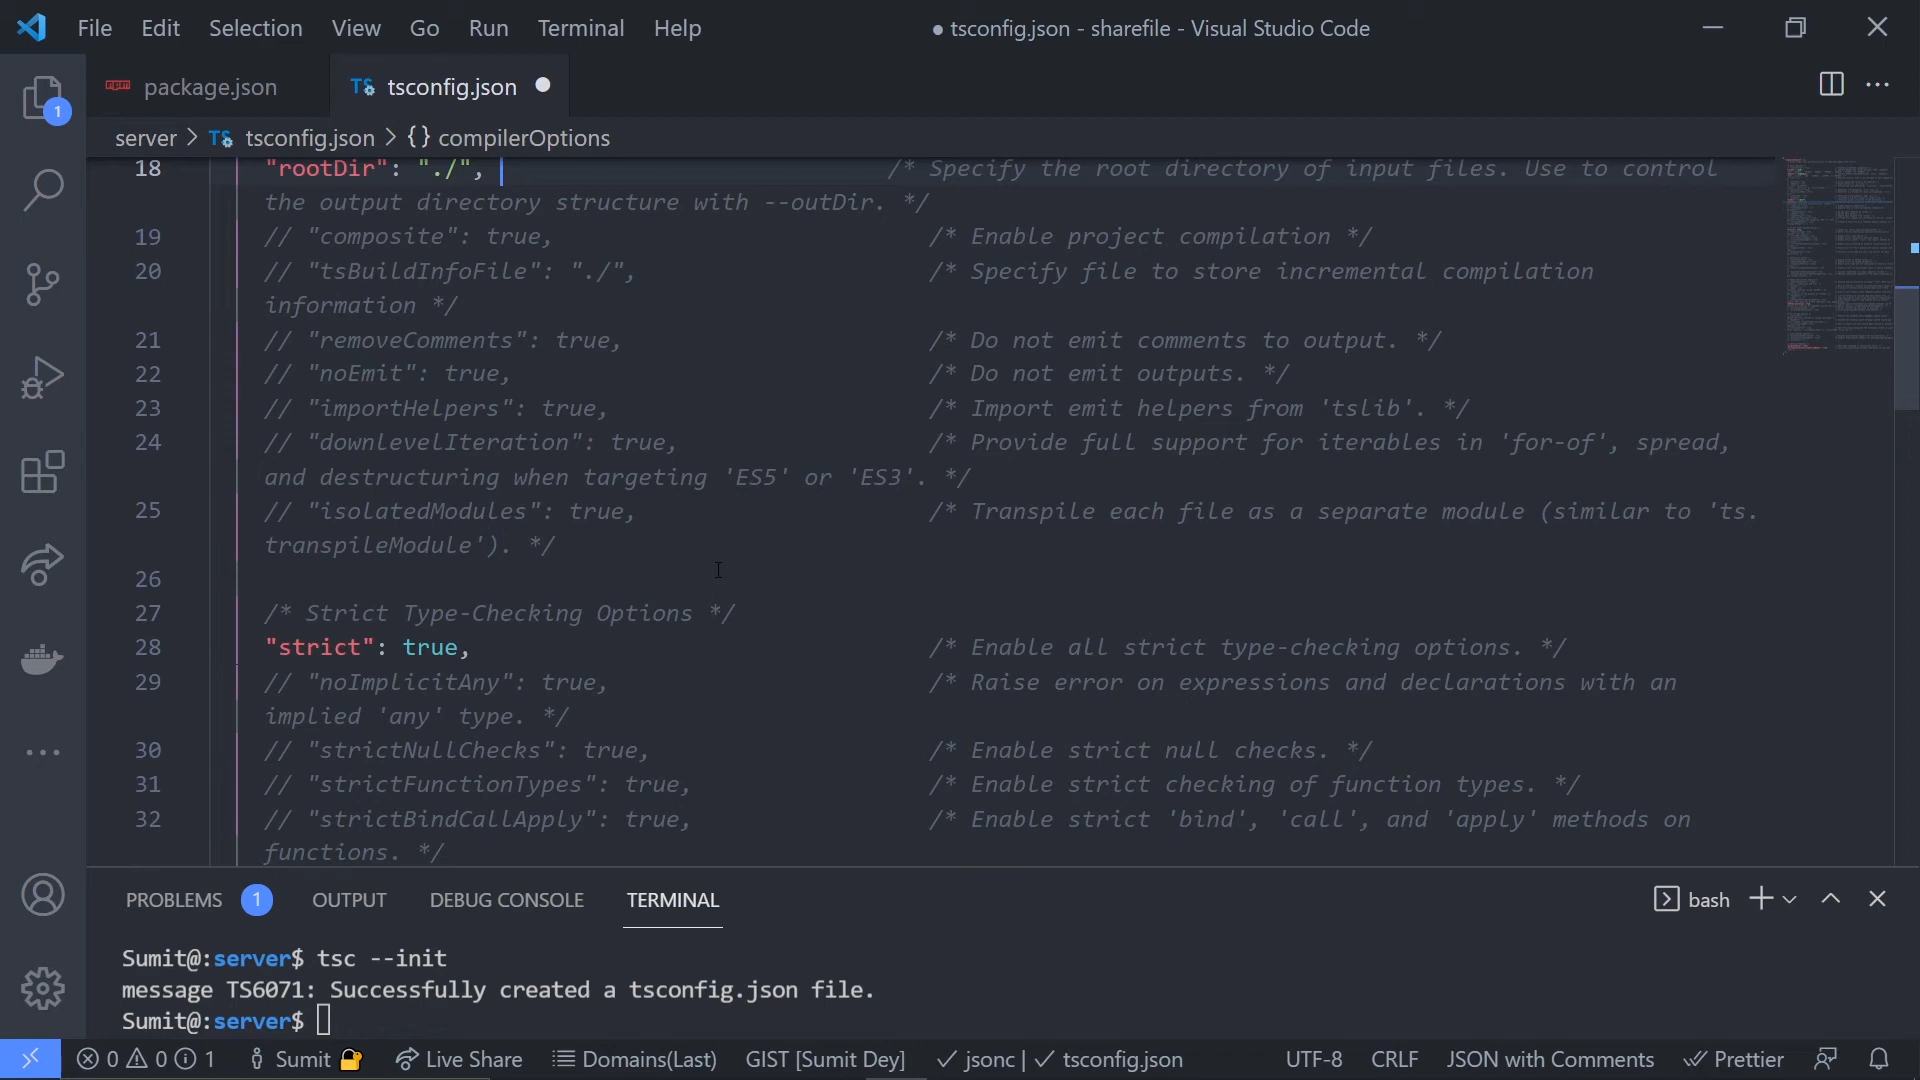 File Edit Selection View Go Run Terminal Help
● tsconfig.json - sharefile - Visual Studio Code
1
package.json
TS tsconfig.json
server > TS tsconfig.json > {} compilerOptions
18 "rootDir": "./", /* Specify the root directory of input files. Use to control
the output directory structure with --outDir. */
19 // "composite": true, /* Enable project compilation */
20 // "tsBuildInfoFile": "./", /* Specify file to store incremental compilation
information */
21 // "removeComments": true, /* Do not emit comments to output. */
22 // "noEmit": true, /* Do not emit outputs. */
23 // "importHelpers": true, /* Import emit helpers from 'tslib'. */
24 // "downlevelIteration": true, /* Provide full support for iterables in 'for-of', spread,
and destructuring when targeting 'ES5' or 'ES3'. */
25 // "isolatedModules": true, /* Transpile each file as a separate module (similar to 'ts.
transpileModule'). */
26
27 /* Strict Type-Checking Options */
28 "strict": true, /* Enable all strict type-checking options. */
29 // "noImplicitAny": true, /* Raise error on expressions and declarations with an
implied 'any' type. */
30 // "strictNullChecks": true, /* Enable strict null checks. */
31 // "strictFunctionTypes": true, /* Enable strict checking of function types. */
32 // "strictBindCallApply": true, /* Enable strict 'bind', 'call', and 'apply' methods on
functions. */
PROBLEMS 1 OUTPUT DEBUG CONSOLE TERMINAL
bash
Sumit@:server$ tsc --init
message TS6071: Successfully created a tsconfig.json file.
Sumit@:server$
0 0 1 Sumit Live Share Domains(Last) GIST [Sumit Dey] ✓ jsonc | ✓ tsconfig.json UTF-8 CRLF JSON with Comments Prettier